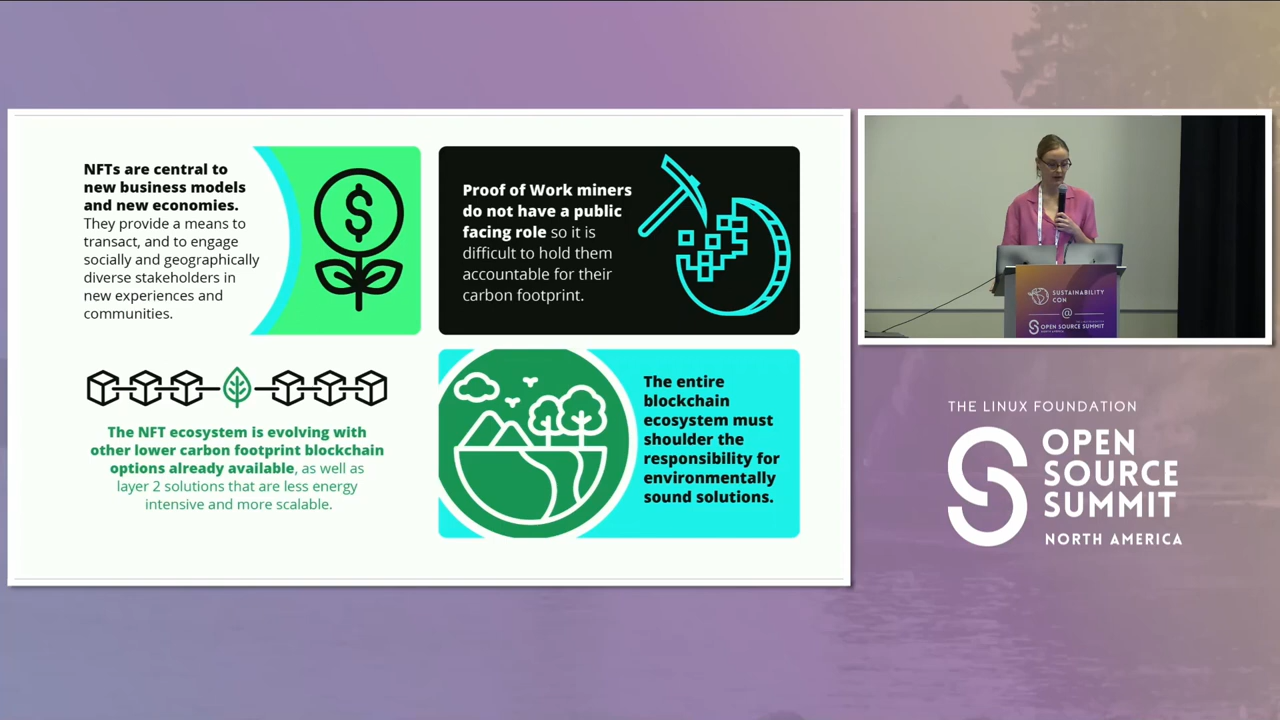 NFTs are central to
new business models
and new economies.
They provide a means to
transact, and to engage
socially and geographically
diverse stakeholders in
new experiences and
communities.
Proof of Work miners
do not have a public
facing role so it is
difficult to hold them
accountable for their
carbon footprint.
The NFT ecosystem is evolving with
other lower carbon footprint blockchain
options already available, as well as
layer 2 solutions that are less energy
intensive and more scalable.
The entire
blockchain
ecosystem must
shoulder the
responsibility for
environmentally
sound solutions.
SUSTAINABILITY
CON
@
OPEN SOURCE SUMMIT
THE LINUX FOUNDATION
OPEN
SOURCE
SUMMIT
NORTH AMERICA